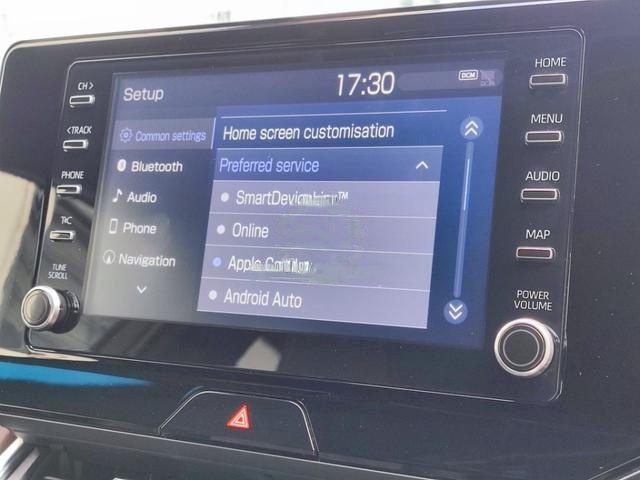 Setup
17:30
DCM
Common settings
Home screen customisation
Bluetooth
Preferred service
Audio
Phone
Online
Navigation
Apple
Android Auto
CH >
< TRACK
PHONE
TUNE
SCROLL
HOME
MENU
AUDIO
MAP
POWER
VOLUME